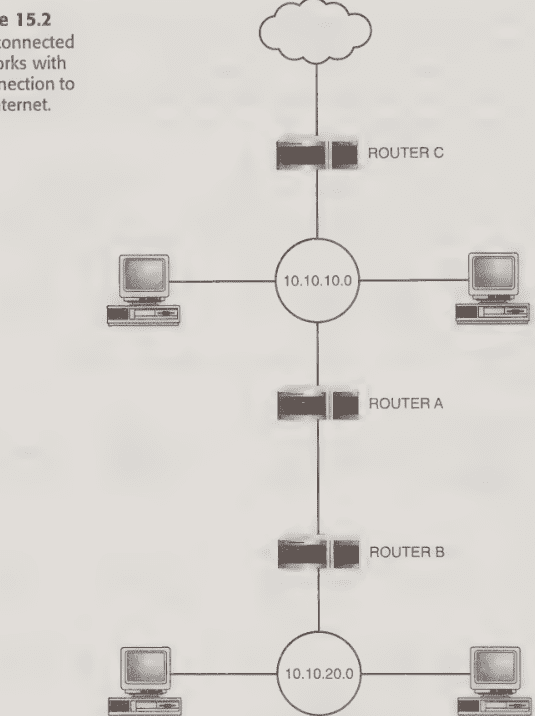 e 15.2
connected
orks with
nection to
ternet.
ROUTER C
10.10.10.0
ROUTER A
ROUTER B
10.10.20.0